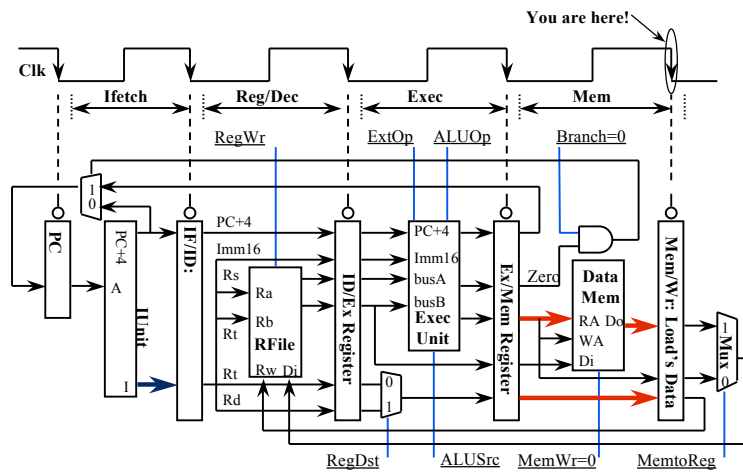 You are here!
Clk
Ifetch
Reg/Dec
Exec
Mem
RegWr
ExtOp
ALUOp
Branch=0
1
0
PC
PC+4
A
IUnit
I
IF/ID:
PC+4
Imm16
Rs
Rt
Ra
Rb
RFile
Rw Di
Rt
Rd
ID/Ex Register
0
1
PC+4
Imm16
busA
busB
Exec
Unit
Ex/Mem Register
Zero
Data
Mem
RA Do
WA
Di
Mem/Wr: Load's Data
1
Mux
0
RegDst
ALUSrc
MemWr=0
MemtoReg